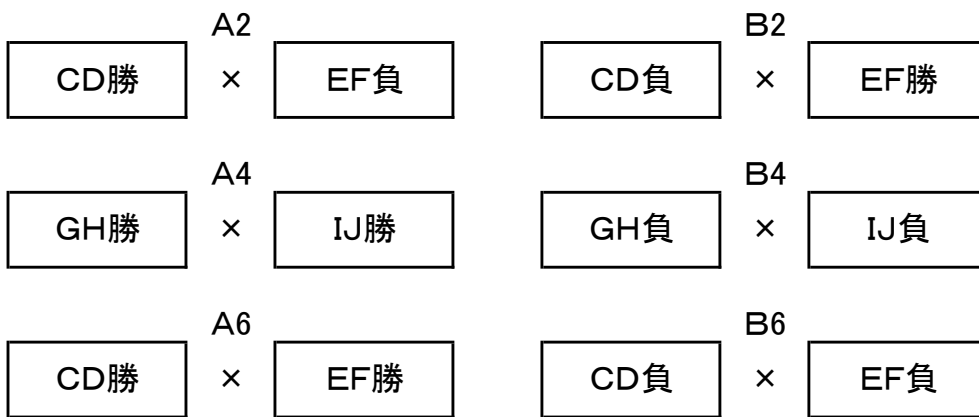 A2 B2
CD勝 × EF負 CD負 × EF勝
A4 B4
GH勝 × IJ勝 GH負 × IJ負
A6 B6
CD勝 × EF勝 CD負 × EF負